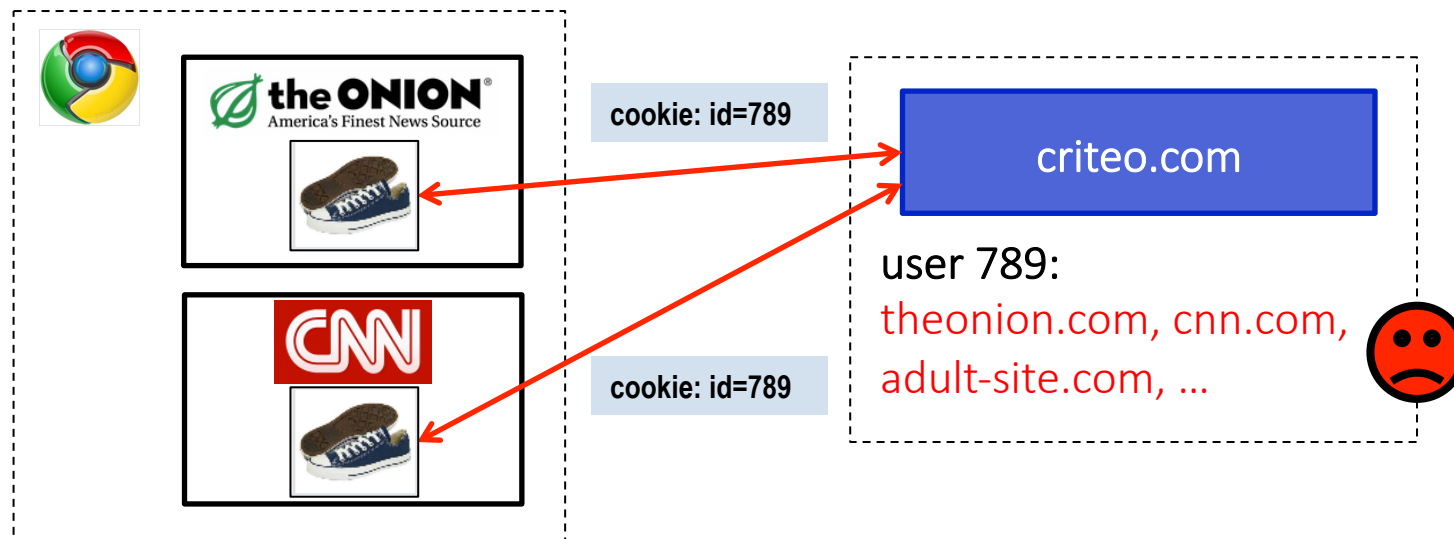 the ONION®
America's Finest News Source
cookie: id=789
criteo.com
user 789:
theonion.com, cnn.com,
adult-site.com, ...
CNN
cookie: id=789